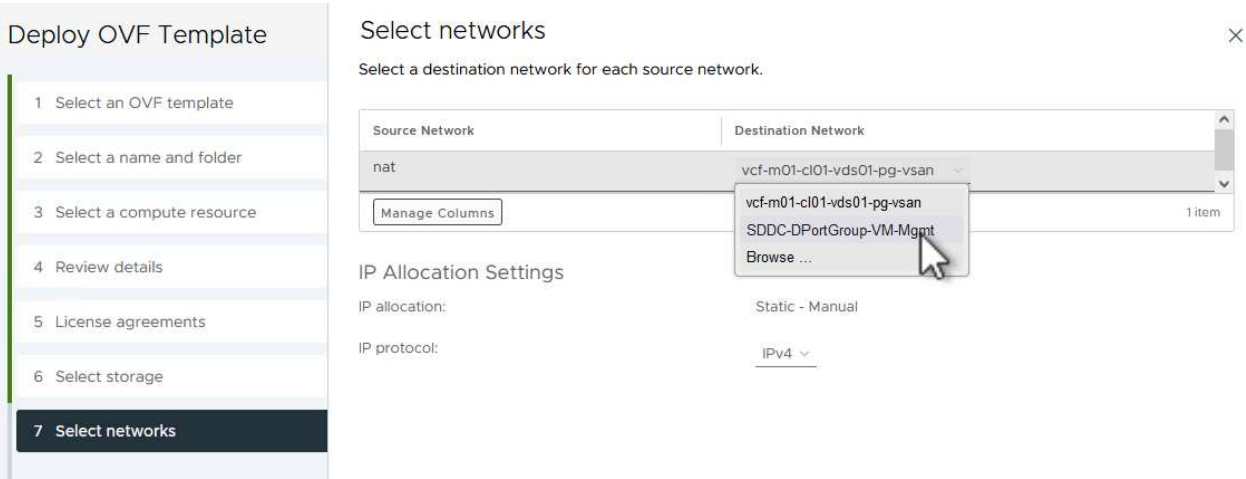 Deploy OVF Template
1 Select an OVF template
2 Select a name and folder
3 Select a compute resource
4 Review details
5 License agreements
6 Select storage
7 Select networks
Select networks
Select a destination network for each source network.
Source Network Destination Network
nat vcf-m01-cl01-vds01-pg-vsan
vcf-m01-cl01-vds01-pg-vsan
SDDC-DPortGroup-VM-Mgmt
Browse ...
Manage Columns 1 item
IP Allocation Settings
IP allocation: Static - Manual
IP protocol: IPv4